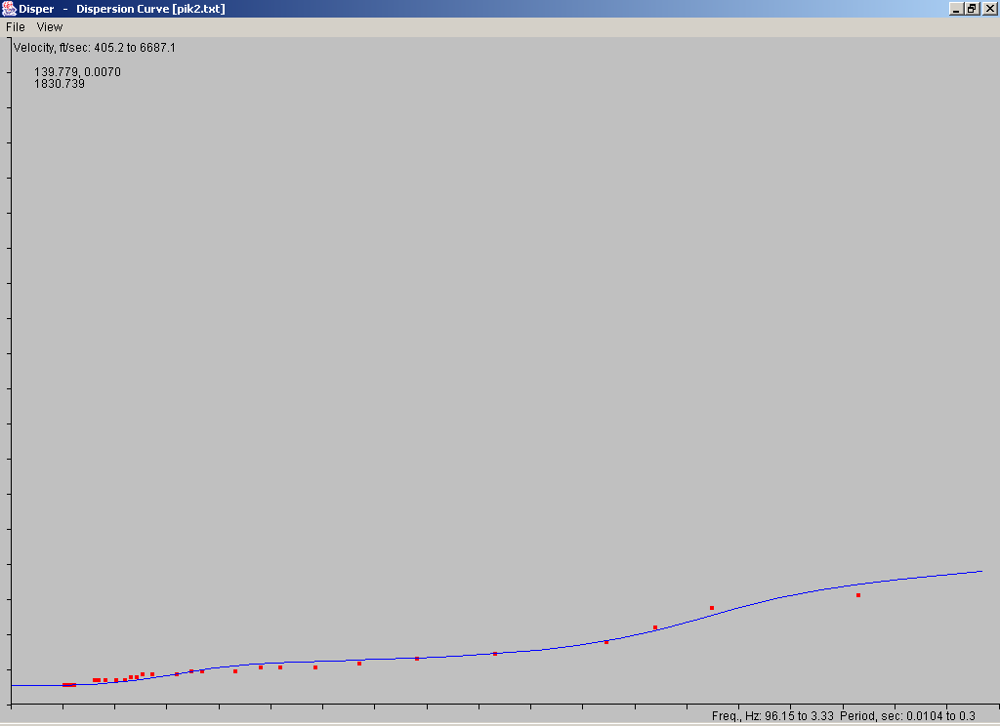 Disper - Dispersion Curve [pik2.txt]
File View
Velocity, ft/sec: 405.2 to 6687.1
139.779, 0.0070
1830.739
Freq., Hz: 96.15 to 3.33 Period, sec: 0.0104 to 0.3